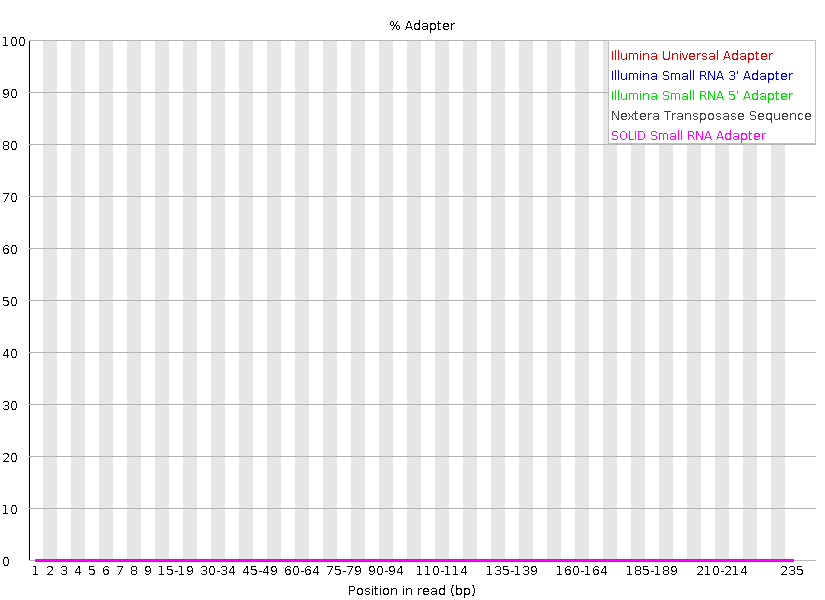 % Adapter
100
90
80
70
60
50
40
30
20
10
0
Illumina Universal Adapter
Illumina Small RNA 3' Adapter
Illumina Small RNA 5' Adapter
Nextera Transposase Sequence
SOLID Small RNA Adapter
1 2 3 4 5 6 7 8 9 15-19 30-34 45-49 60-64 75-79 90-94 110-114 135-139 160-164 185-189 210-214 235
Position in read (bp)